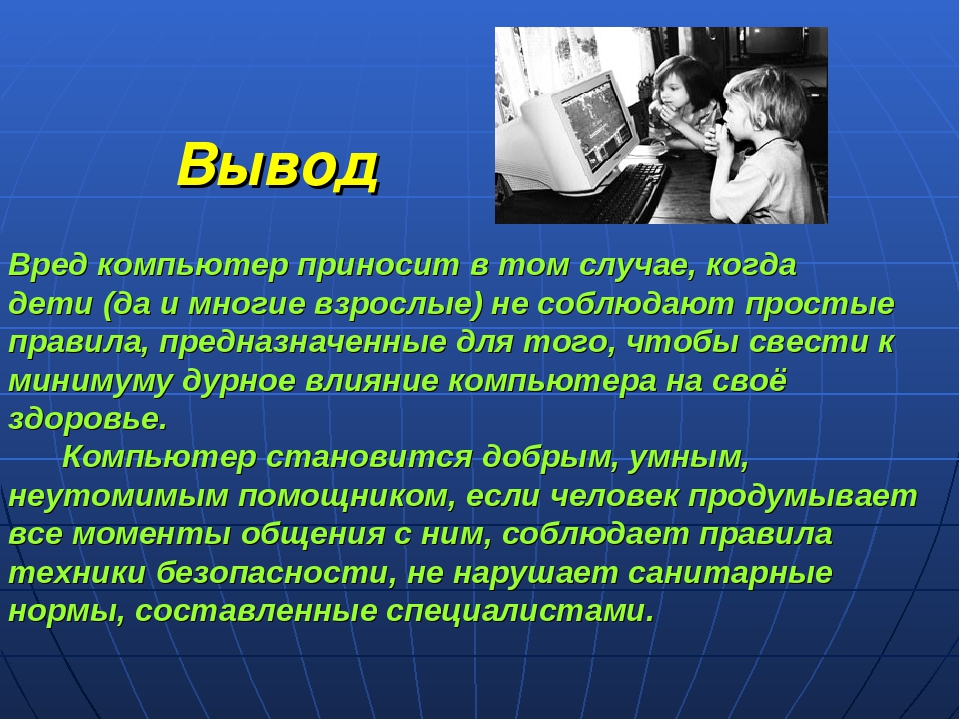 Вывод
Вред компьютер приносит в том случае, когда
дети (да и многие взрослые) не соблюдают простые
правила, предназначенные для того, чтобы свести к
минимуму дурное влияние компьютера на своё
здоровье.
Компьютер становится добрым, умным,
неутомимым помощником, если человек продумывает
все моменты общения с ним, соблюдает правила
техники безопасности, не нарушает санитарные
нормы, составленные специалистами.